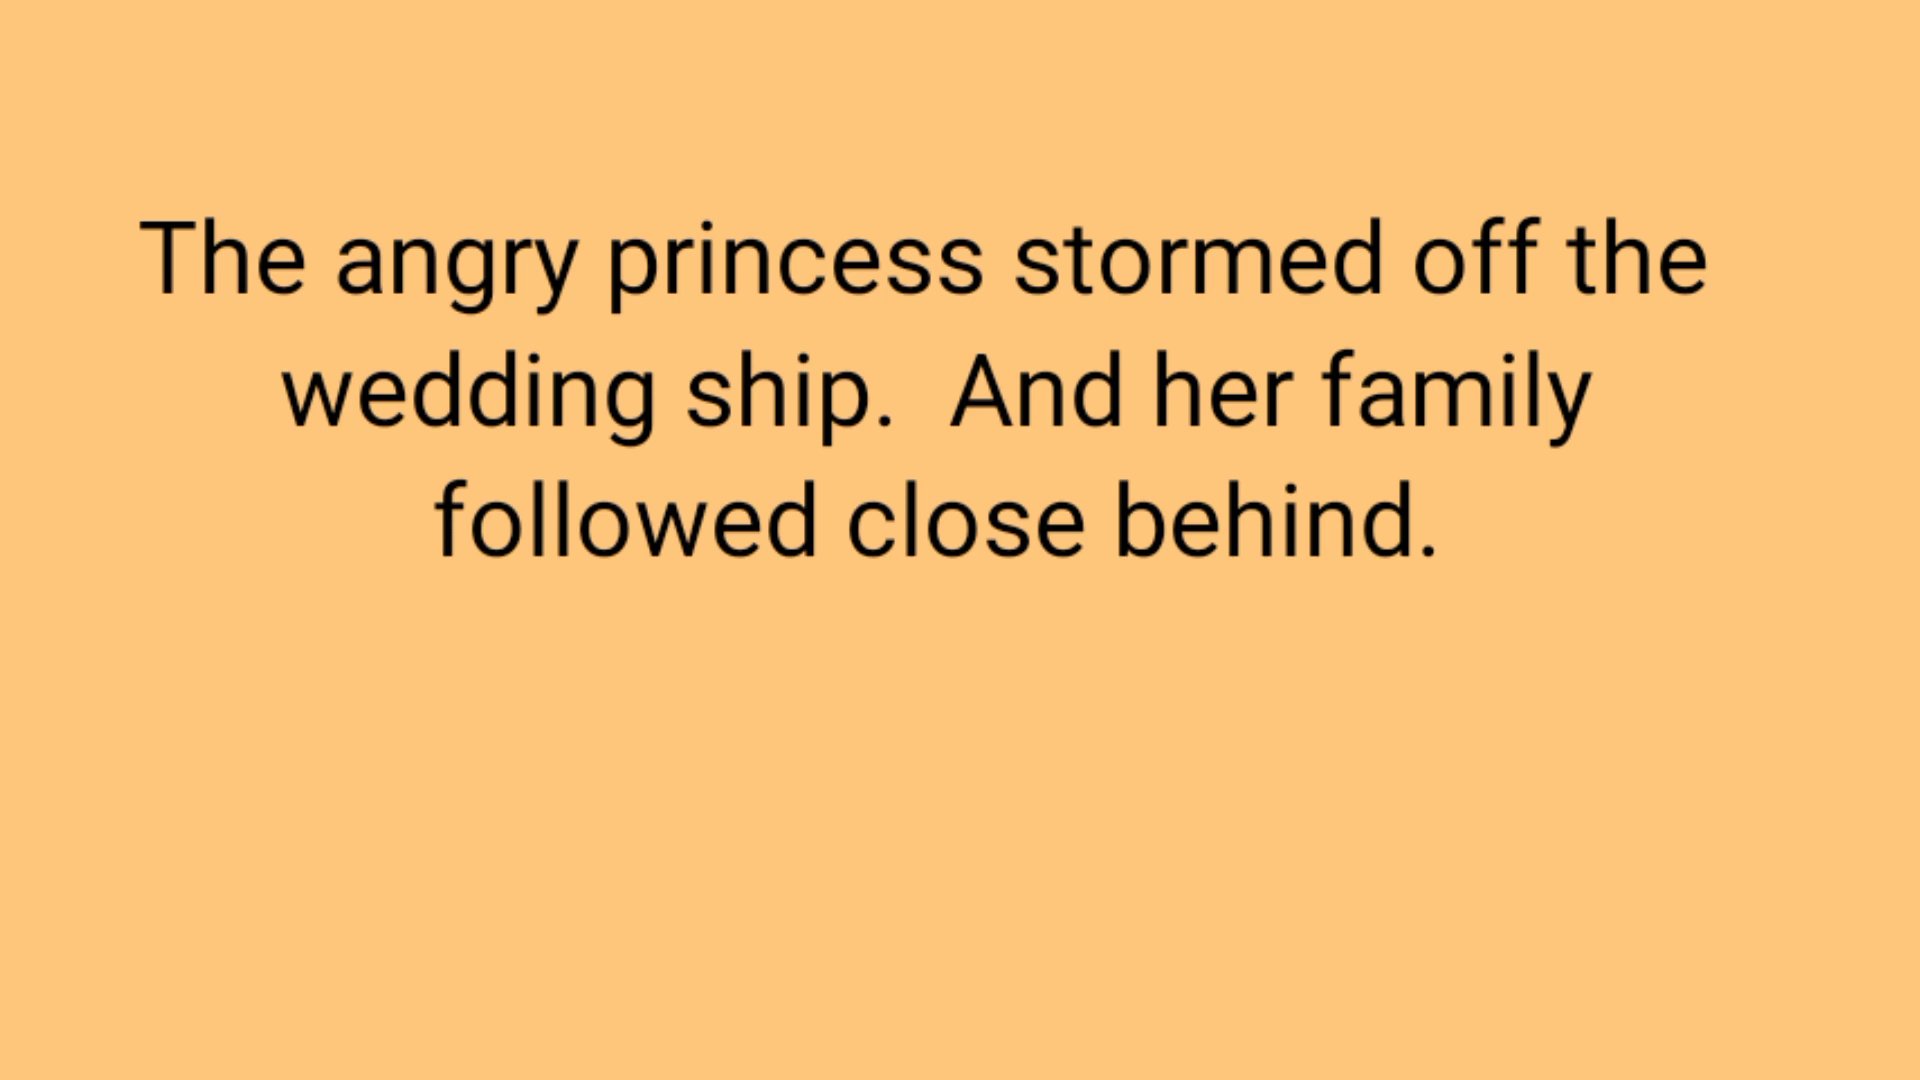 The angry princess stormed off the
wedding ship.  And her family
followed close behind.